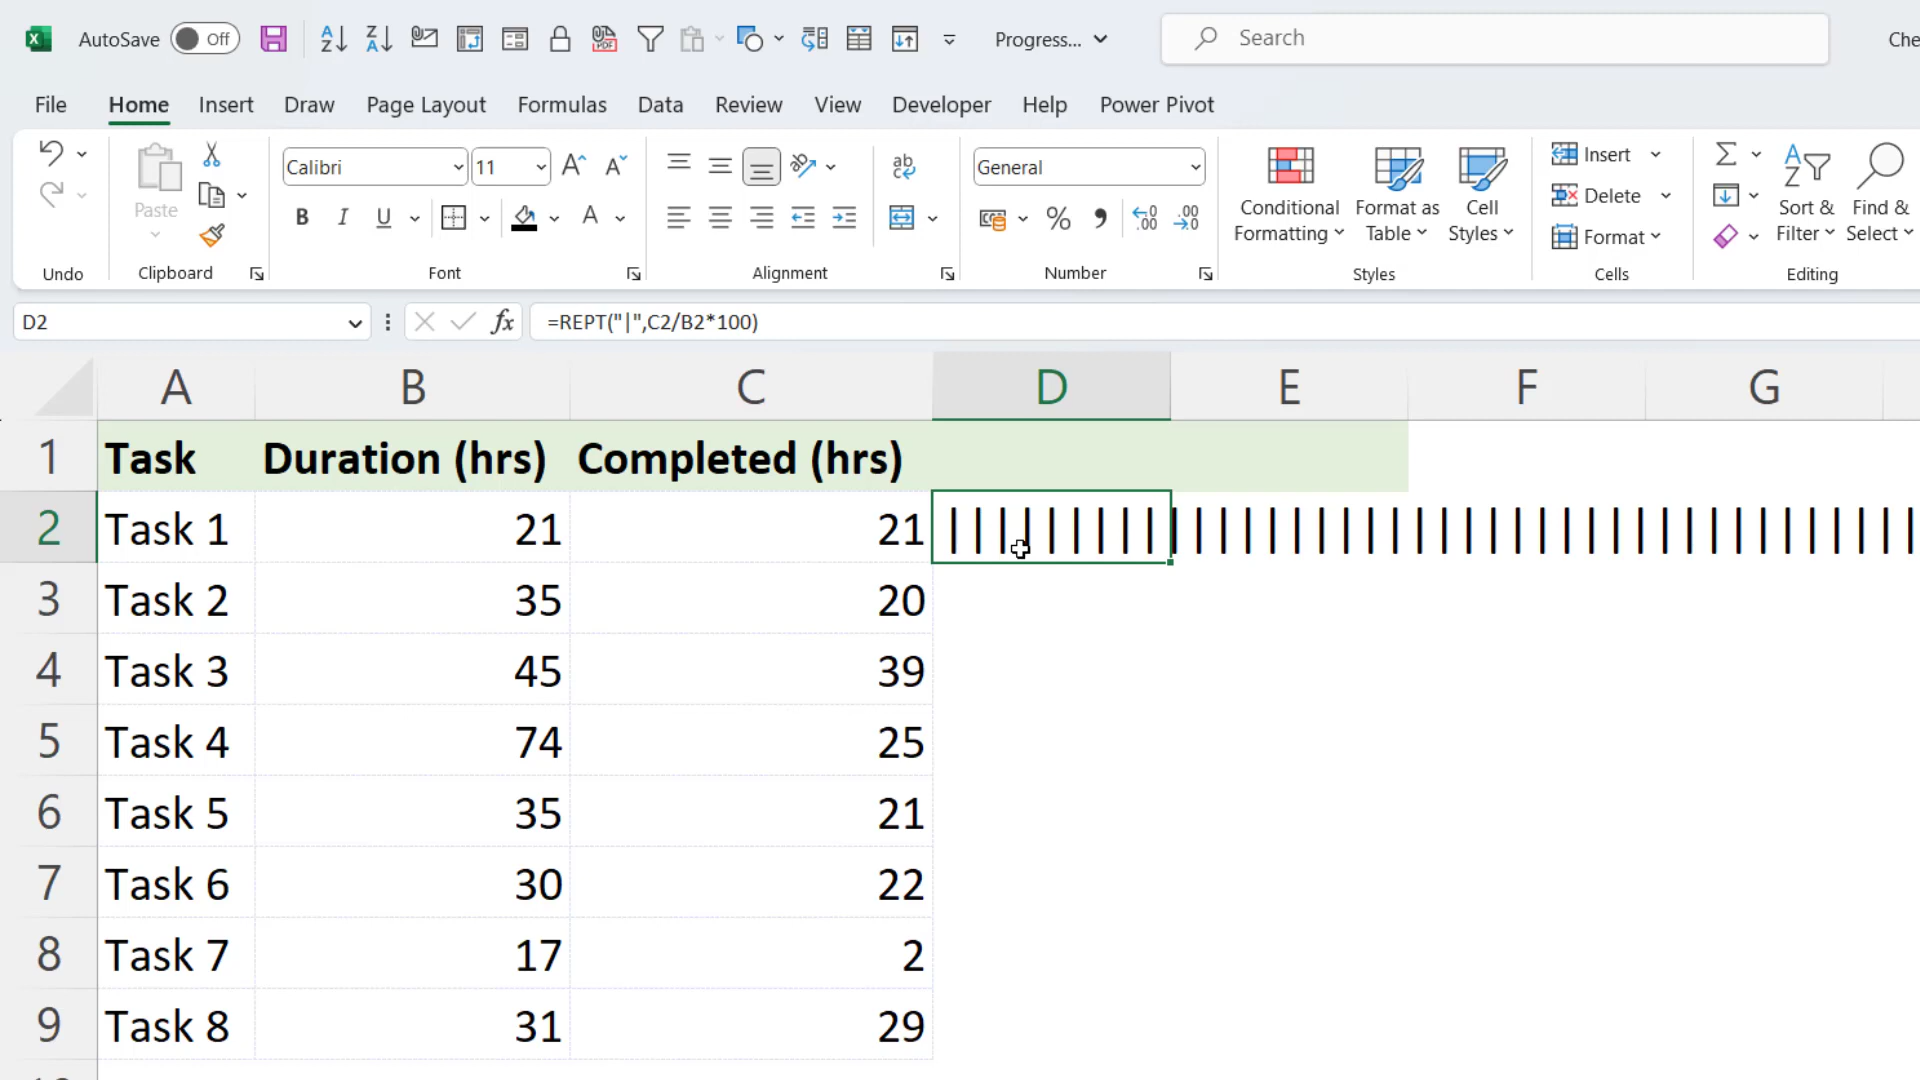 AutoSave Off Progress... Search Che
File Home Insert Draw Page Layout Formulas Data Review View Developer Help Power Pivot
Paste Calibri 11 General Conditional Formatting Format as Table Cell Styles Insert Delete Format Sort & Filter Find & Select
Undo Clipboard Font Alignment Number Styles Cells Editing
D2 fx =REPT("|",C2/B2*100)
A B C D E F G
1 Task Duration (hrs) Completed (hrs)
2 Task 1 21 21 ||||||||||||||||||||||||||||||||||||||||
3 Task 2 35 20
4 Task 3 45 39
5 Task 4 74 25
6 Task 5 35 21
7 Task 6 30 22
8 Task 7 17 2
9 Task 8 31 29